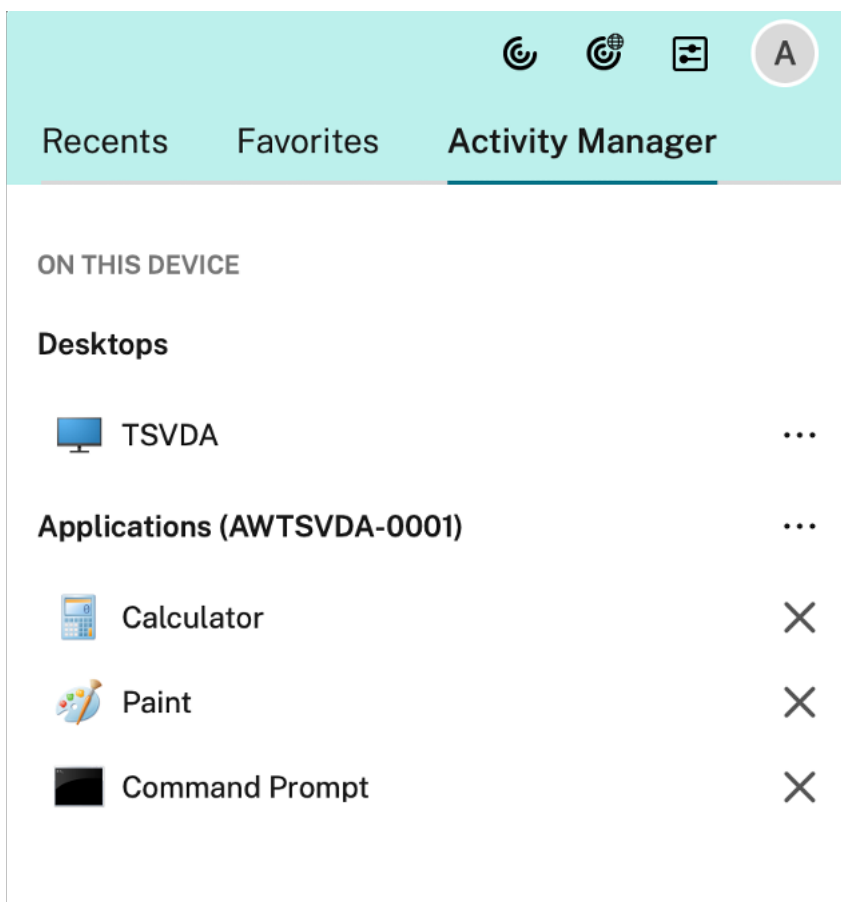 A
Recents Favorites Activity Manager
ON THIS DEVICE
Desktops
TSVDA
Applications (AWTSVDA-0001)
Calculator
Paint
Command Prompt